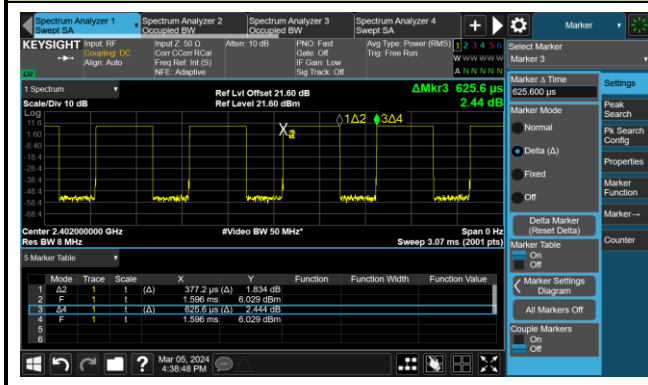 Spectrum Analyzer 1
Swept SA
Spectrum Analyzer 2
Occupied BW
Spectrum Analyzer 3
Occupied BW
Spectrum Analyzer 4
Swept SA
Marker
KEYSIGHT
Input: RF
Coupling: DC
Align: Auto
Input Z: 50 Ω
Corr CCorr RCal
Freq Ref: Int (S)
NFE: Adaptive
Atten: 10 dB
PNO: Fast
Gate: Off
IF Gain: Low
Sig Track: Off
Avg Type: Power (RMS)
Trig: Free Run
1 2 3 4 5 6
W W W W W W
A N N N N N
Select Marker
Marker 3
1 Spectrum
Scale/Div 10 dB
Ref Lvl Offset 21.60 dB
Ref Level 21.60 dBm
ΔMkr3 625.6 µs
2.44 dB
Log
11.6
1.60
-8.40
-18.4
-28.4
-38.4
-48.4
-58.4
-68.4
1Δ2
3Δ4
Center 2.402000000 GHz
Res BW 8 MHz
#Video BW 50 MHz*
Span 0 Hz
Sweep 3.07 ms (2001 pts)
5 Marker Table
Mode Trace Scale X Y Function Function Width Function Value
1 Δ2 1 t (Δ) 377.2 µs (Δ) 1.834 dB
2 F 1 t 1.596 ms 6.029 dBm
3 Δ4 1 t (Δ) 625.6 µs (Δ) 2.444 dB
4 F 1 t 1.596 ms 6.029 dBm
5
6
Marker Δ Time
625.600 µs
Marker Mode
Normal
Delta (Δ)
Fixed
Off
Delta Marker
(Reset Delta)
Marker Table
On
Off
Marker Settings
Diagram
All Markers Off
Couple Markers
On
Off
Settings
Peak
Search
Pk Search
Config
Properties
Marker
Function
Marker→
Counter
Mar 05, 2024
4:38:48 PM